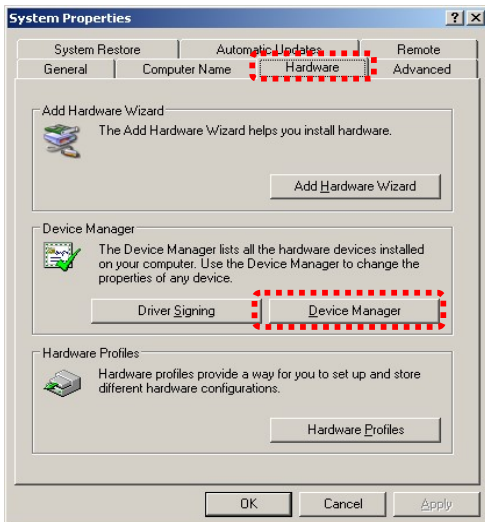 System Properties
System Restore
Automatic Updates
Remote
General
Computer Name
Hardware
Advanced
Add Hardware Wizard
The Add Hardware Wizard helps you install hardware.
Add Hardware Wizard
Device Manager
The Device Manager lists all the hardware devices installed
on your computer. Use the Device Manager to change the
properties of any device.
Driver Signing
Device Manager
Hardware Profiles
Hardware profiles provide a way for you to set up and store
different hardware configurations.
Hardware Profiles
OK
Cancel
Apply